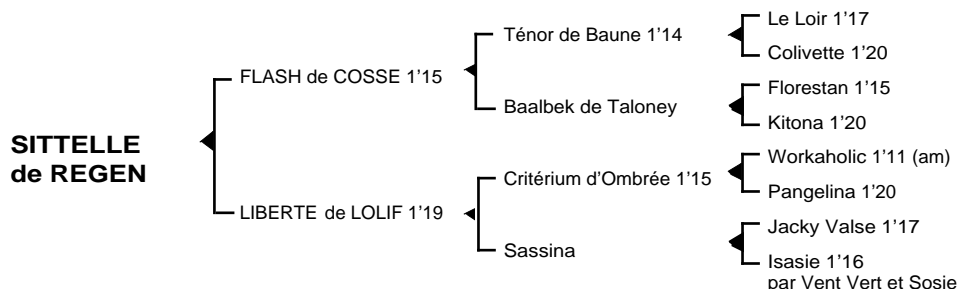 SITTELLE
de REGEN
FLASH de COSSE 1’15
LIBERTE de LOLIF 1’19
Ténor de Baune 1’14
Baalbek de Taloney
Critérium d’Ombrée 1’15
Sassina
Le Loir 1’17
Colivette 1’20
Florestan 1’15
Kitona 1’20
Workaholic 1’11 (am)
Pangelina 1’20
Jacky Valse 1’17
Isasie 1’16
par Vent Vert et Sosie